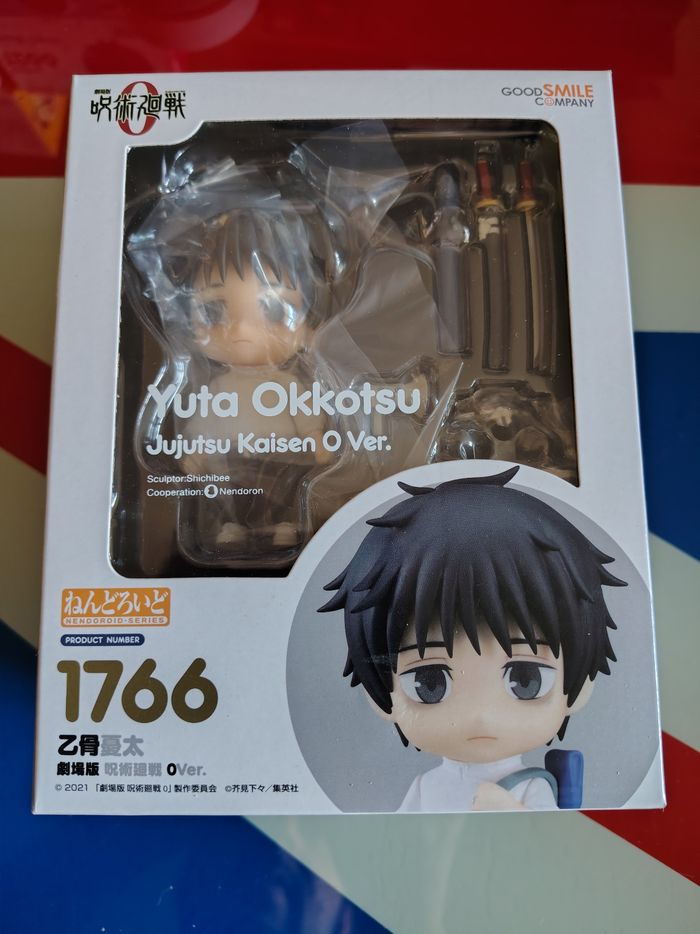 劇場版
呪術廻戦
0
GOODSMILE
COMPANY
Yuta Okkotsu
Jujutsu Kaisen 0 Ver.
Sculptor:Shichibee
Cooperation: Nendoron
ねんどろいど
NENDOROID-SERIES
PRODUCT NUMBER
1766
乙骨憂太
劇場版 呪術廻戦 0Ver.
© 2021 「劇場版 呪術廻戦 0」製作委員会 ©芥見下々／集英社